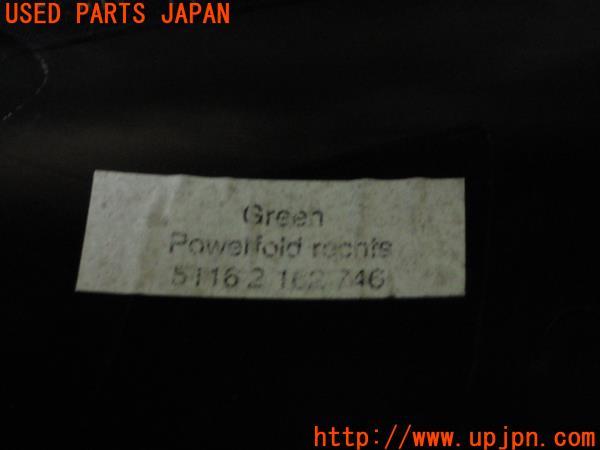 USED PARTS JAPAN
Green
Powerfold rechts
5116 2 162 746
http://www.upjpn.com